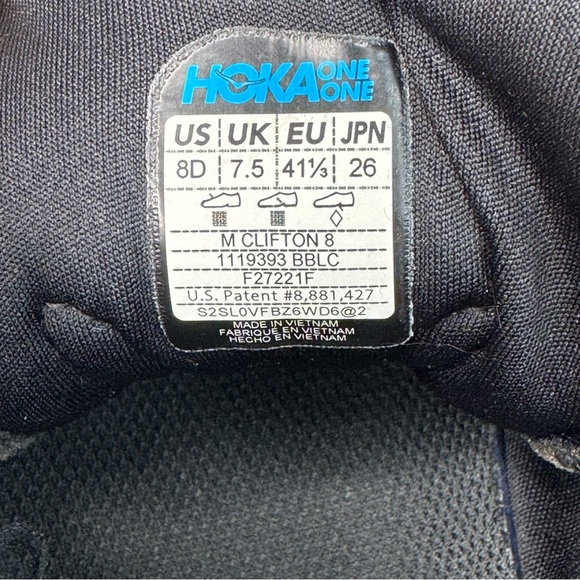 HOKA ONE ONE
US UK EU JPN
8D 7.5 41⅓ 26
M CLIFTON 8
1119393 BBLC
F27221F
U.S. Patent #8,881,427
S2SL0VFBZ6WD6@2
MADE IN VIETNAM
FABRIQUE EN VIETNAM
HECHO EN VIETNAM